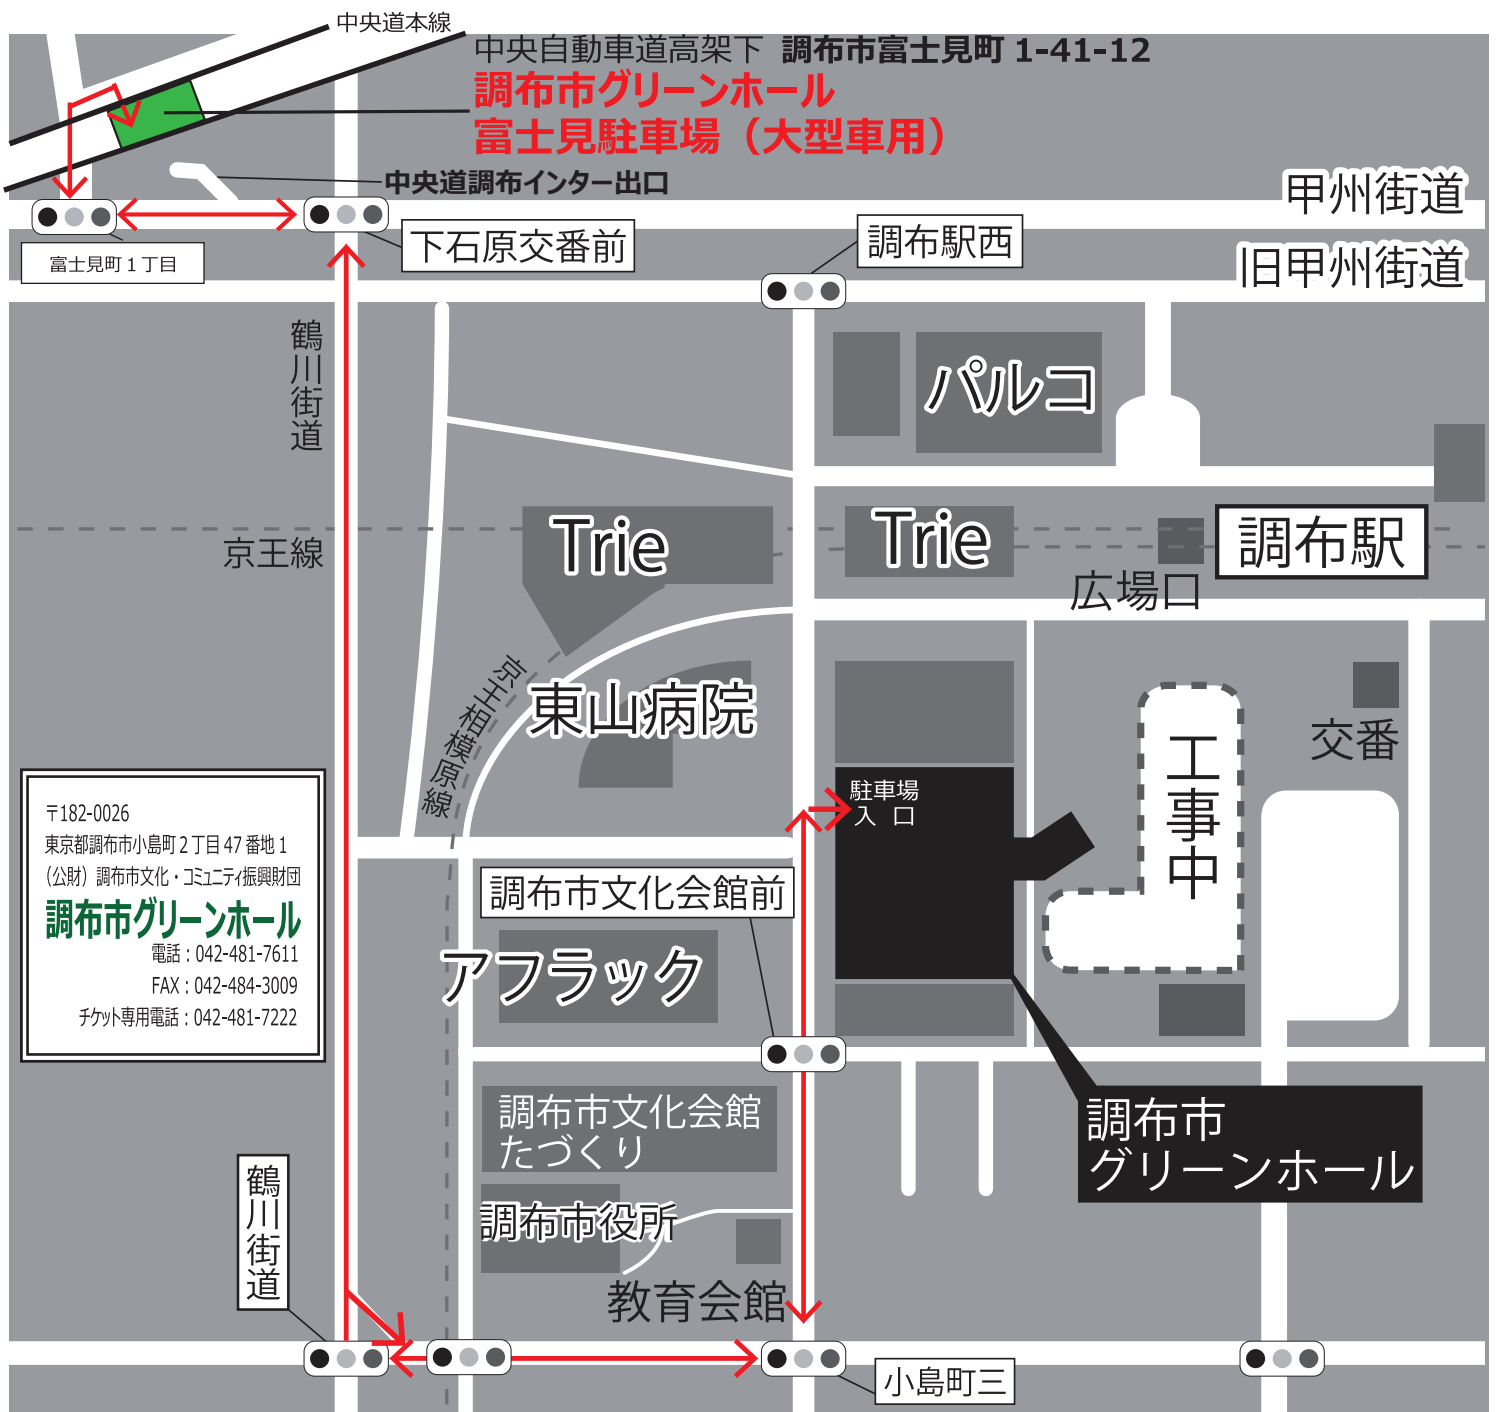 中央道本線
中央自動車道高架下 調布市富士見町 1-41-12
調布市グリーンホール
富士見駐車場（大型車用）
中央道調布インター出口
甲州街道
富士見町1丁目
下石原交番前
調布駅西
旧甲州街道
鶴川街道
パルコ
京王線
Trie
Trie
調布駅
広場口
京王相模原線
東山病院
交番
工事中
駐車場
入 口
〒182-0026
東京都調布市小島町2丁目47番地1
（公財）調布市文化・コミュニティ振興財団
調布市グリーンホール
電話：042-481-7611
FAX：042-484-3009
チケット専用電話：042-481-7222
調布市文化会館前
アフラック
調布市文化会館
たづくり
調布市
グリーンホール
調布市役所
鶴川街道
教育会館
小島町三